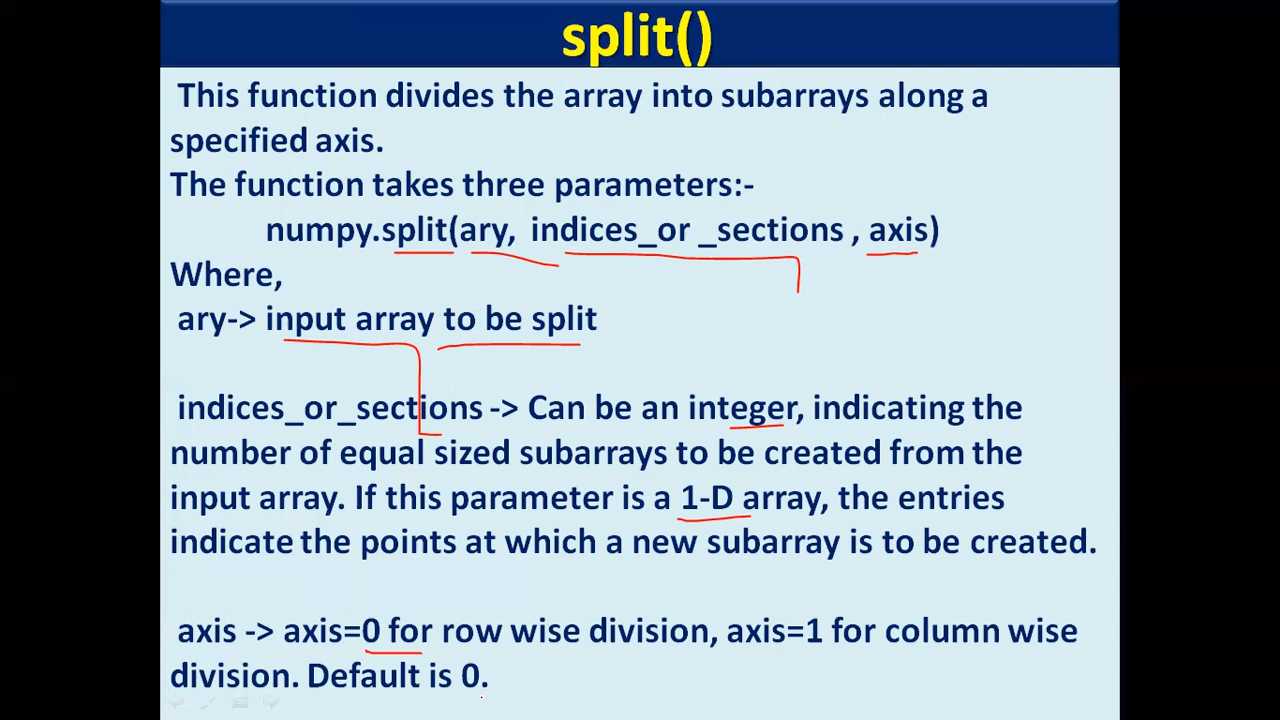 split()
This function divides the array into subarrays along a
specified axis.
The function takes three parameters:-
numpy.split(ary, indices_or _sections , axis)
Where,
ary-> input array to be split
indices_or_sections -> Can be an integer, indicating the
number of equal sized subarrays to be created from the
input array. If this parameter is a 1-D array, the entries
indicate the points at which a new subarray is to be created.
axis -> axis=0 for row wise division, axis=1 for column wise
division. Default is 0.